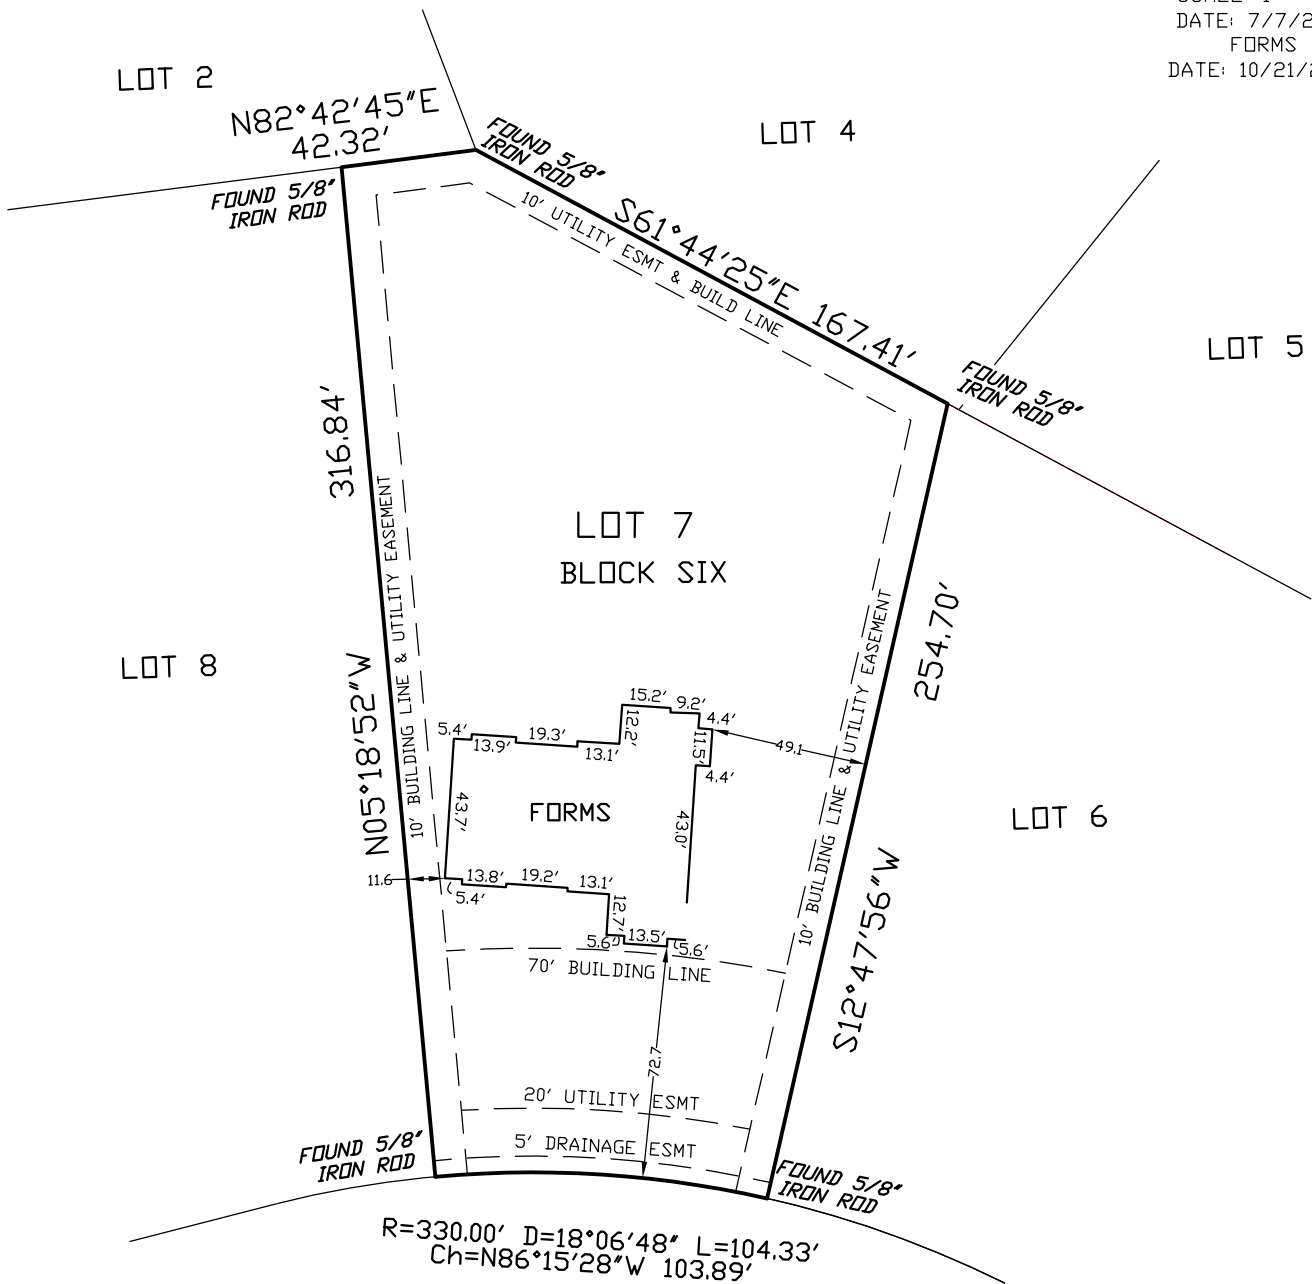 DATE: 7/7/2
FORMS
DATE: 10/21/
LOT 2
N82°42'45"E
42.32'
FOUND 5/8"
IRON ROD
FOUND 5/8"
IRON ROD
LOT 4
S61°44'25"E 167.41'
10' UTILITY ESMT & BUILD LINE
LOT 5
FOUND 5/8"
IRON ROD
316.84'
N05°18'52"W
10' BUILDING LINE & UTILITY EASEMENT
LOT 7
BLOCK SIX
LOT 8
254.70'
S12°47'56"W
10' BUILDING LINE & UTILITY EASEMENT
LOT 6
15.2'
9.2'
4.4'
5.4'
13.9'
19.3'
13.1'
12.2'
11.5'
4.4'
49.1
43.7'
FORMS
43.0'
11.6
5.4'
13.8'
19.2'
13.1'
12.7'
5.6'
13.5'
5.6'
70' BUILDING LINE
72.7
20' UTILITY ESMT
5' DRAINAGE ESMT
FOUND 5/8"
IRON ROD
FOUND 5/8"
IRON ROD
R=330.00' D=18°06'48" L=104.33'
Ch=N86°15'28"W 103.89'